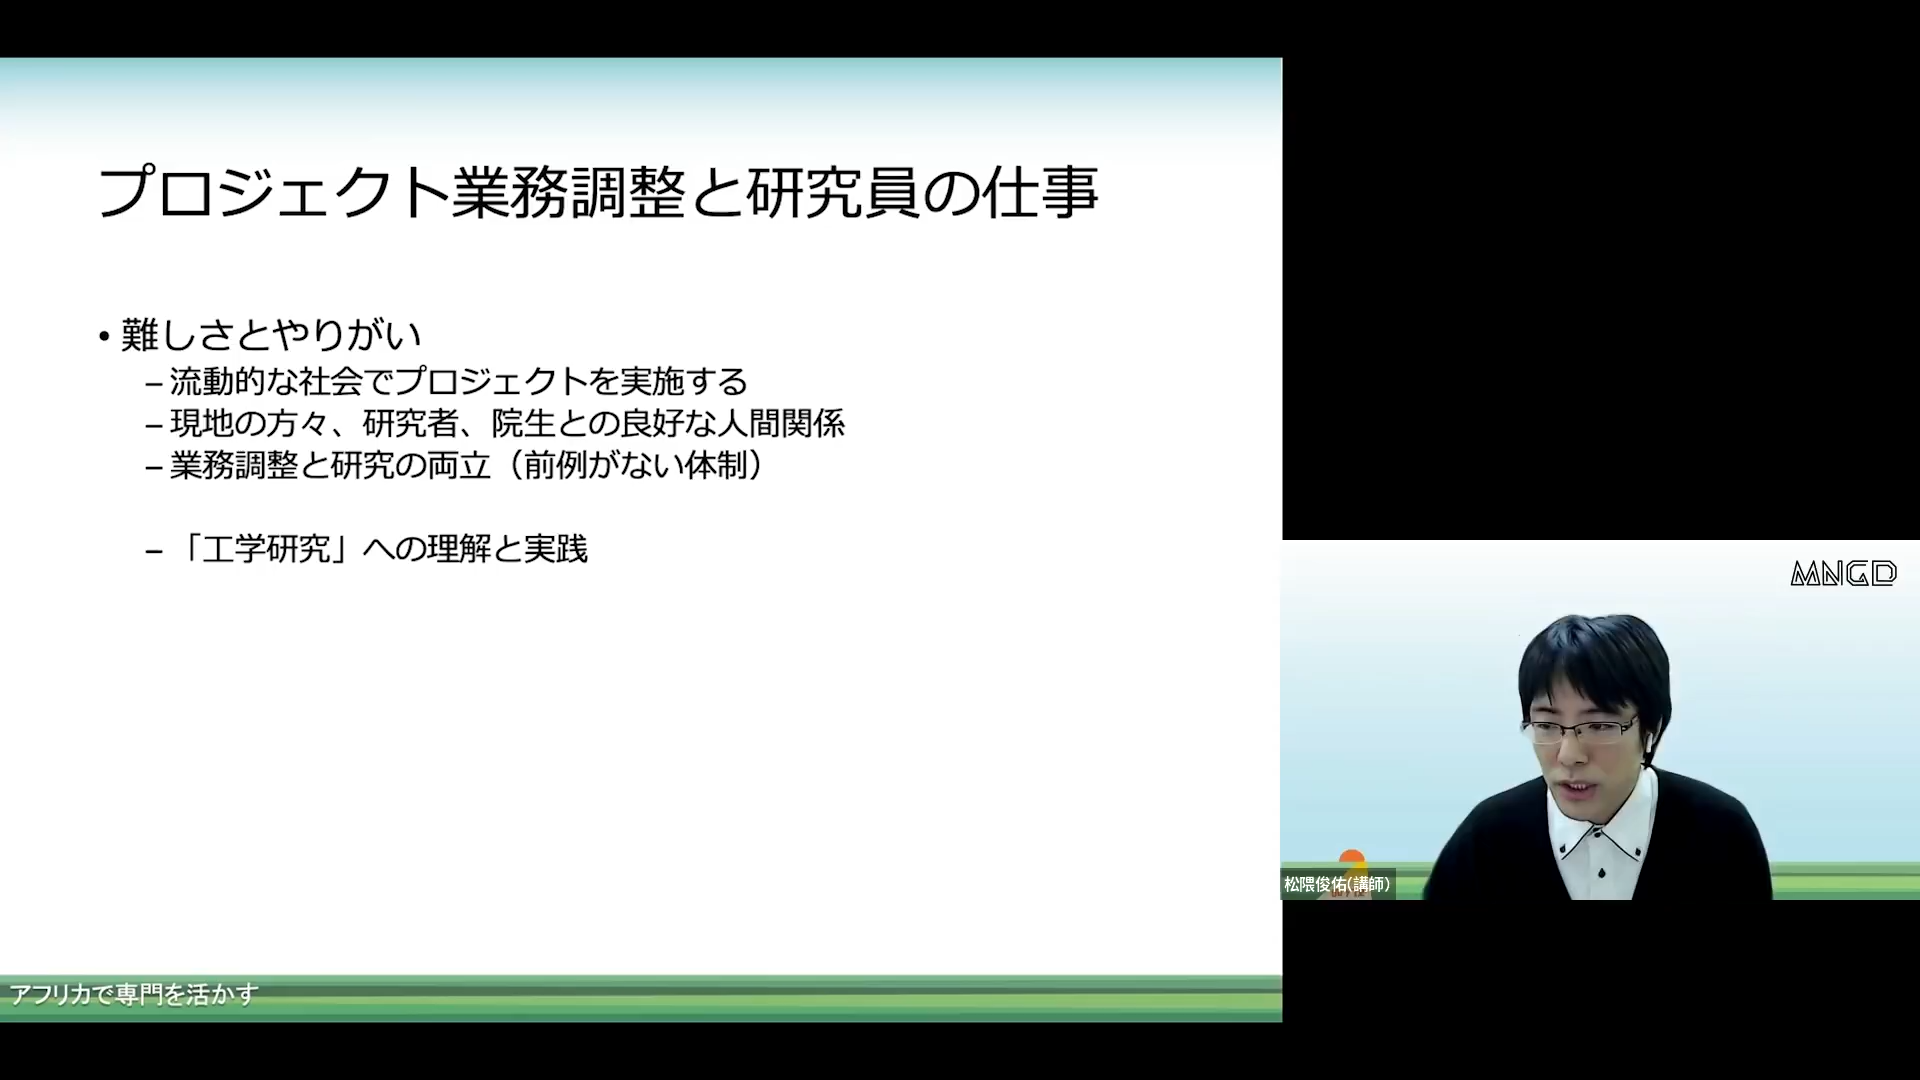 プロジェクト業務調整と研究員の仕事
• 難しさとやりがい
– 流動的な社会でプロジェクトを実施する
– 現地の方々、研究者、院生との良好な人間関係
– 業務調整と研究の両立（前例がない体制）
– 「工学研究」への理解と実践
アフリカで専門を活かす
MNGD
松隈俊佑(講師)